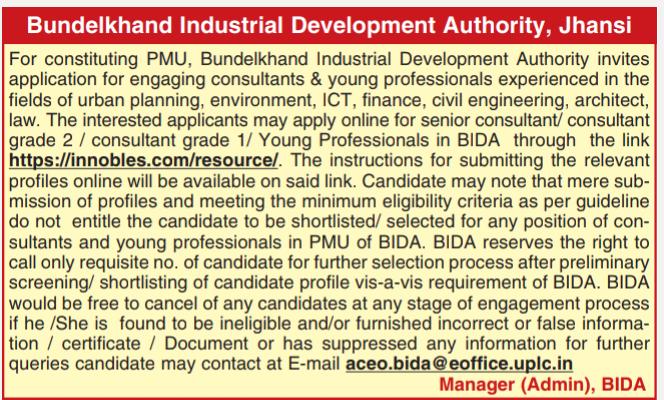 Bundelkhand Industrial Development Authority, Jhansi
For constituting PMU, Bundelkhand Industrial Development Authority invites
application for engaging consultants & young professionals experienced in the
fields of urban planning, environment, ICT, finance, civil engineering, architect,
law. The interested applicants may apply online for senior consultant/ consultant
grade 2 / consultant grade 1/ Young Professionals in BIDA through the link
https://innobles.com/resource/. The instructions for submitting the relevant
profiles online will be available on said link. Candidate may note that mere sub-
mission of profiles and meeting the minimum eligibility criteria as per guideline
do not entitle the candidate to be shortlisted/ selected for any position of con-
sultants and young professionals in PMU of BIDA. BIDA reserves the right to
call only requisite no. of candidate for further selection process after preliminary
screening/ shortlisting of candidate profile vis-a-vis requirement of BIDA. BIDA
would be free to cancel of any candidates at any stage of engagement process
if he /She is found to be ineligible and/or furnished incorrect or false informa-
tion / certificate / Document or has suppressed any information for further
queries candidate may contact at E-mail aceo.bida@eoffice.uplc.in
Manager (Admin), BIDA